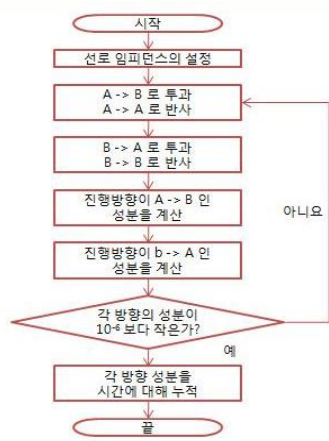 시작
선로 임피던스의 설정
A -> B 로 투과
A -> A 로 반사
B -> A 로 투과
B -> B 로 반사
진행방향이 A -> B 인
성분을 계산
아니요
진행방향이 b -> A 인
성분을 계산
각 방향의 성분이
10⁻⁶ 보다 작은가?
예
각 방향 성분을
시간에 대해 누적
끝